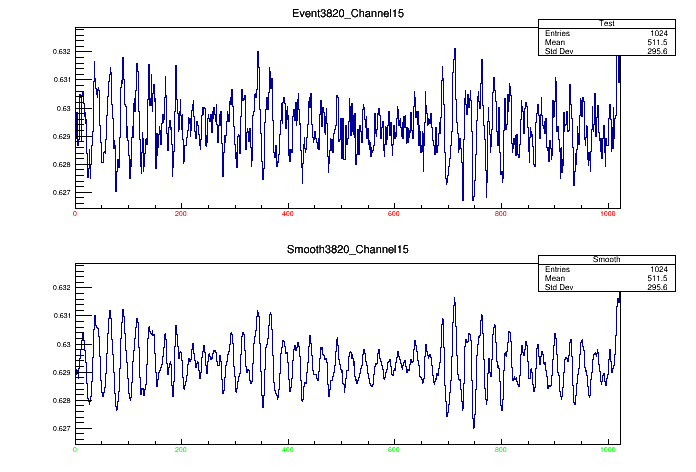 Event3820_Channel15
Test
Entries 1024
Mean 511.5
Std Dev 295.6
0.632
0.631
0.63
0.629
0.628
0.627
0 200 400 600 800 1000
Smooth3820_Channel15
Smooth
Entries 1024
Mean 511.5
Std Dev 295.6
0.632
0.631
0.63
0.629
0.628
0.627
0 200 400 600 800 1000